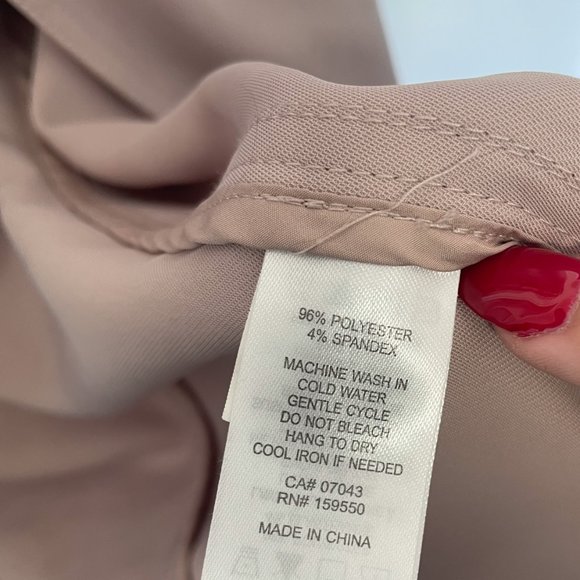 96% POLYESTER
4% SPANDEX
MACHINE WASH IN
COLD WATER
GENTLE CYCLE
DO NOT BLEACH
HANG TO DRY
COOL IRON IF NEEDED
CA# 07043
RN# 159550
MADE IN CHINA